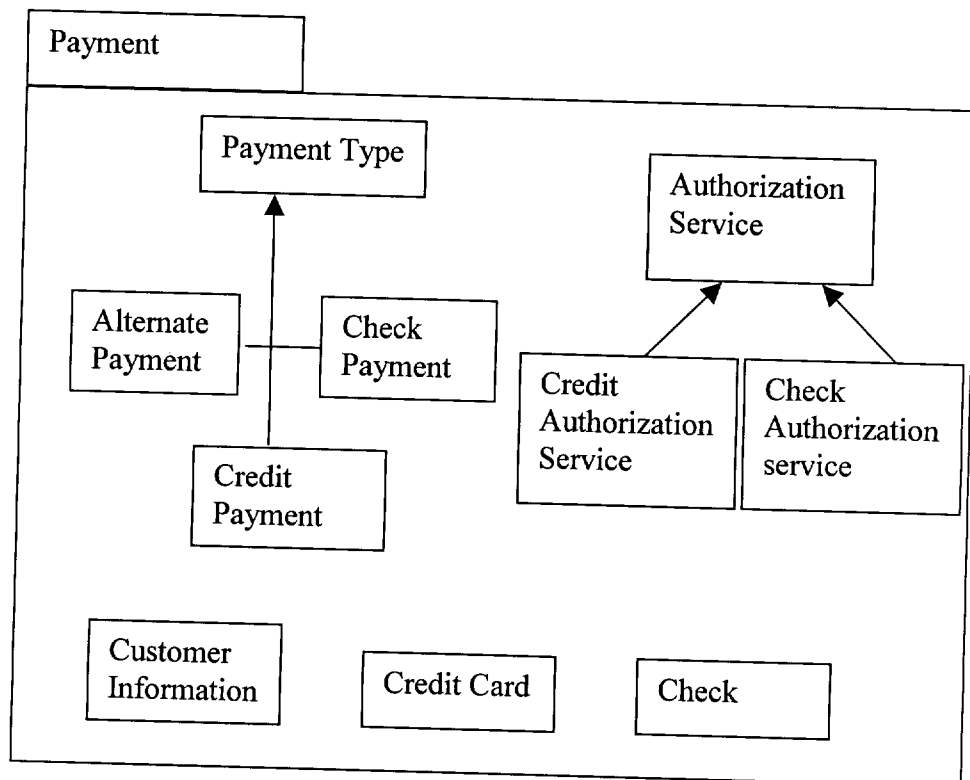 Payment
Payment Type
Authorization
Service
Alternate
Payment
Check
Payment
Credit
Authorization
Service
Check
Authorization
service
Credit
Payment
Customer
Information
Credit Card
Check